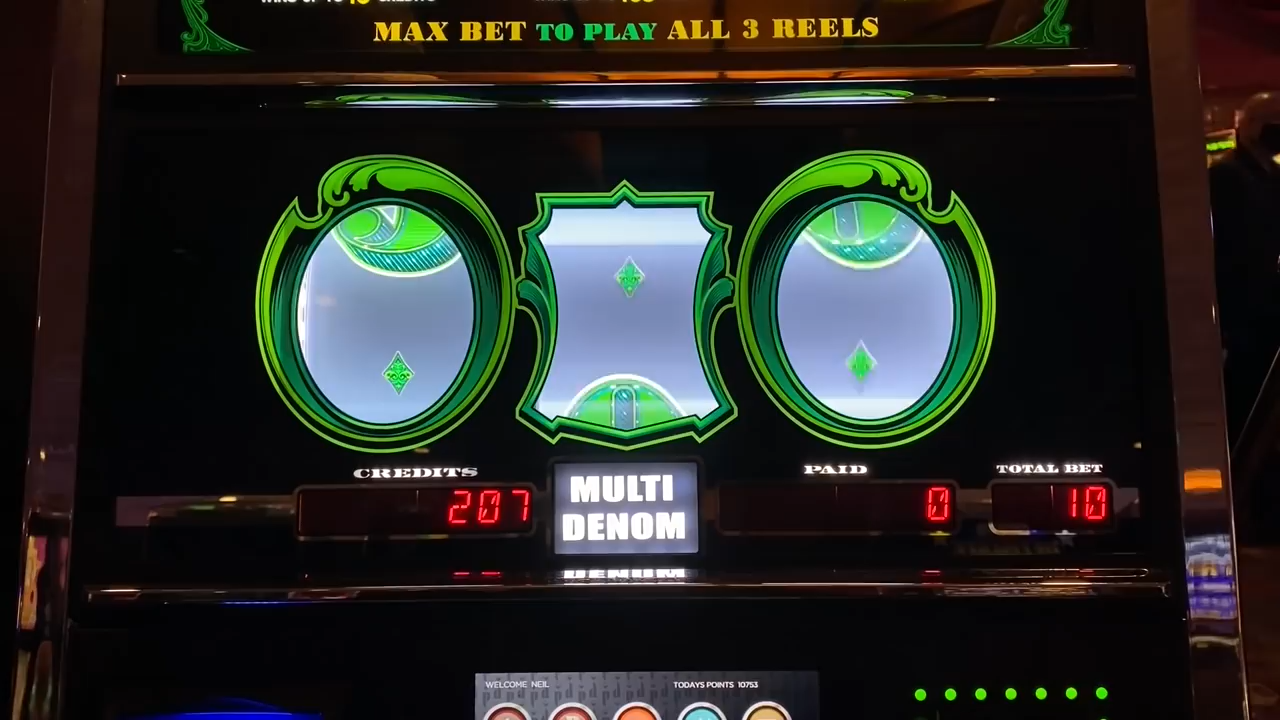 MAX BET TO PLAY ALL 3 REELS
CREDITS
PAID
TOTAL BET
207
MULTI
DENOM
0
10
WELCOME NEIL
TODAYS POINTS 10753